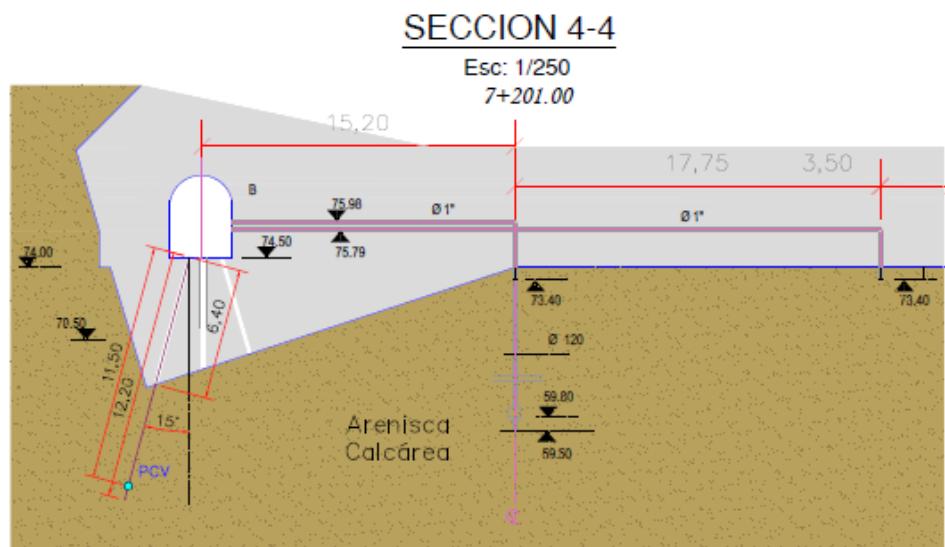 SECCION 4-4
Esc: 1/250
7+201.00
15,20
17,75
3,50
B
75.98
Ø 1"
Ø 1"
74.00
74.50
75.79
73.40
73.40
70.50
6,40
Ø 120
11,50
12,20
59.80
15°
Arenisca
Calcárea
59.50
PCV